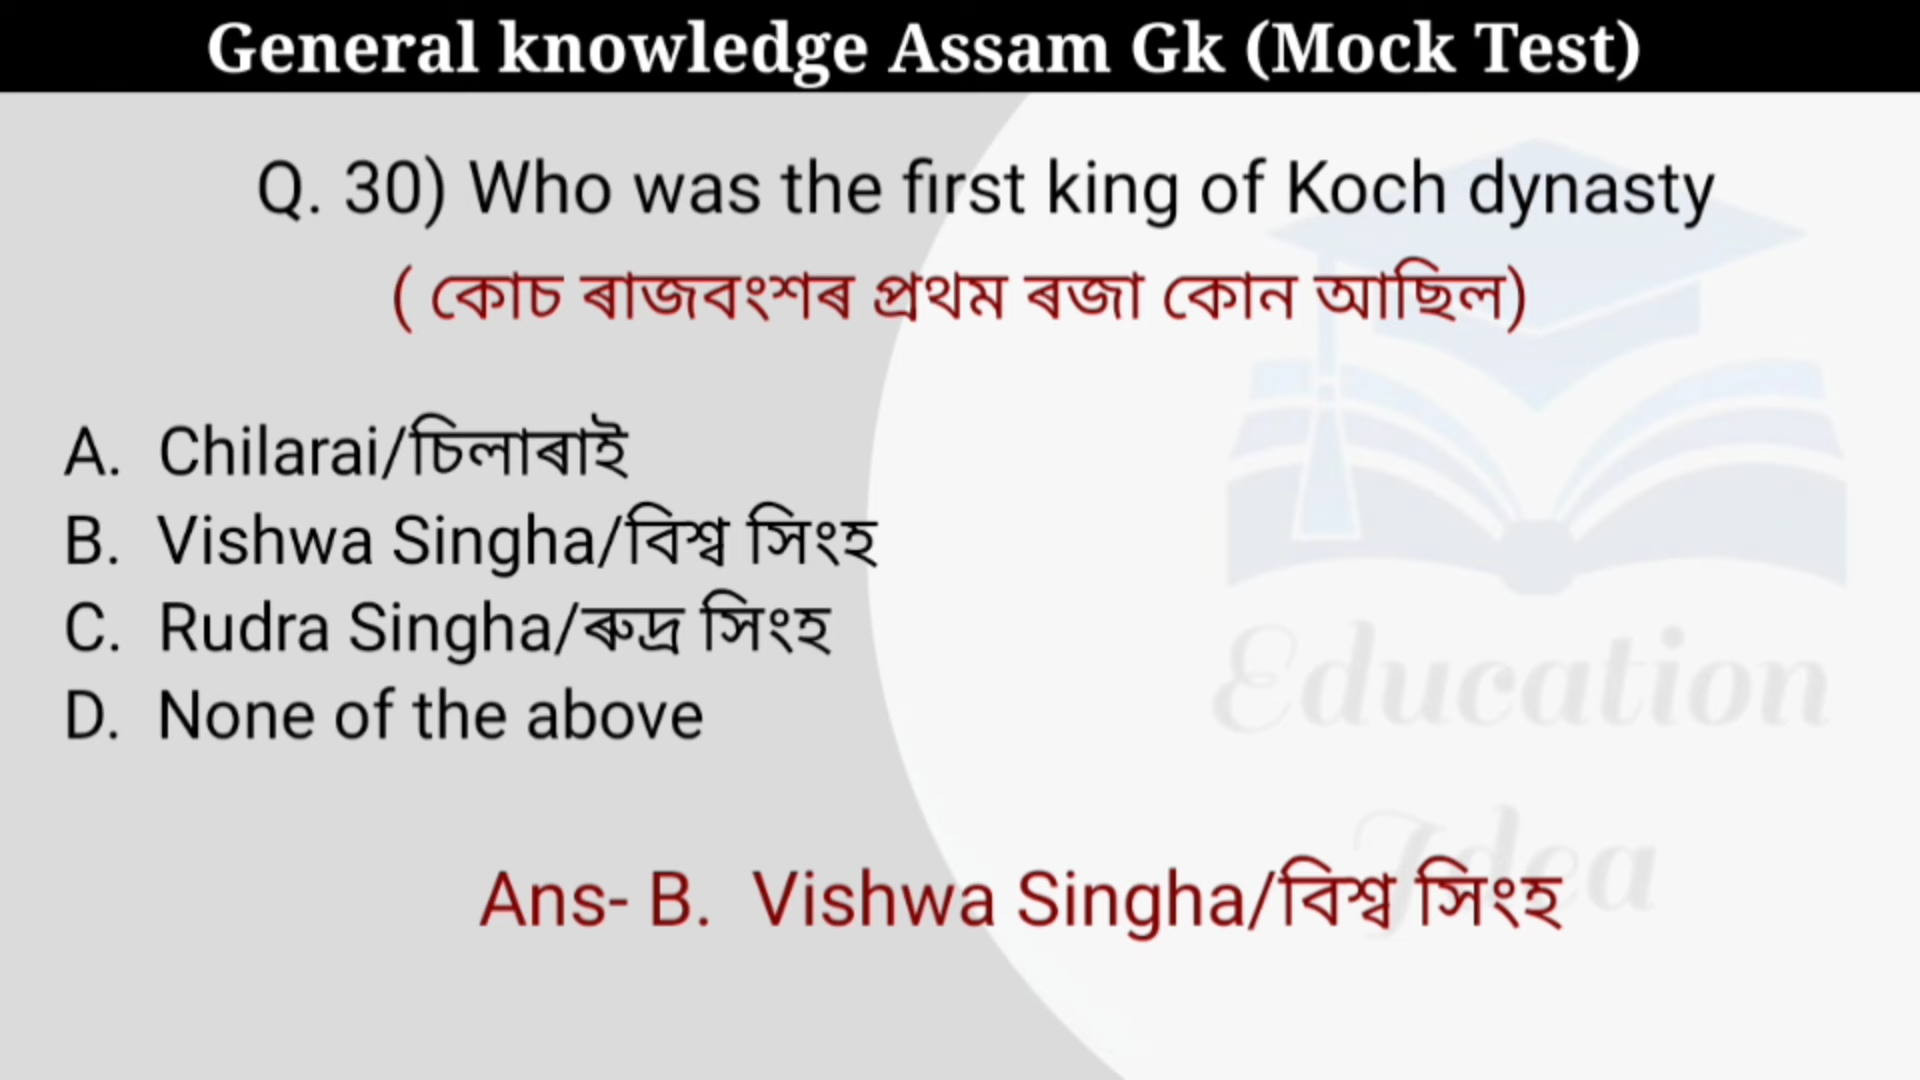 General knowledge Assam Gk (Mock Test)
Q. 30) Who was the first king of Koch dynasty
( কোচ ৰাজবংশৰ প্ৰথম ৰজা কোন আছিল)
A. Chilarai/চিলাৰাই
B. Vishwa Singha/বিশ্ব সিংহ
C. Rudra Singha/ৰুদ্ৰ সিংহ
D. None of the above
Education
Idea
Ans- B. Vishwa Singha/বিশ্ব সিংহ